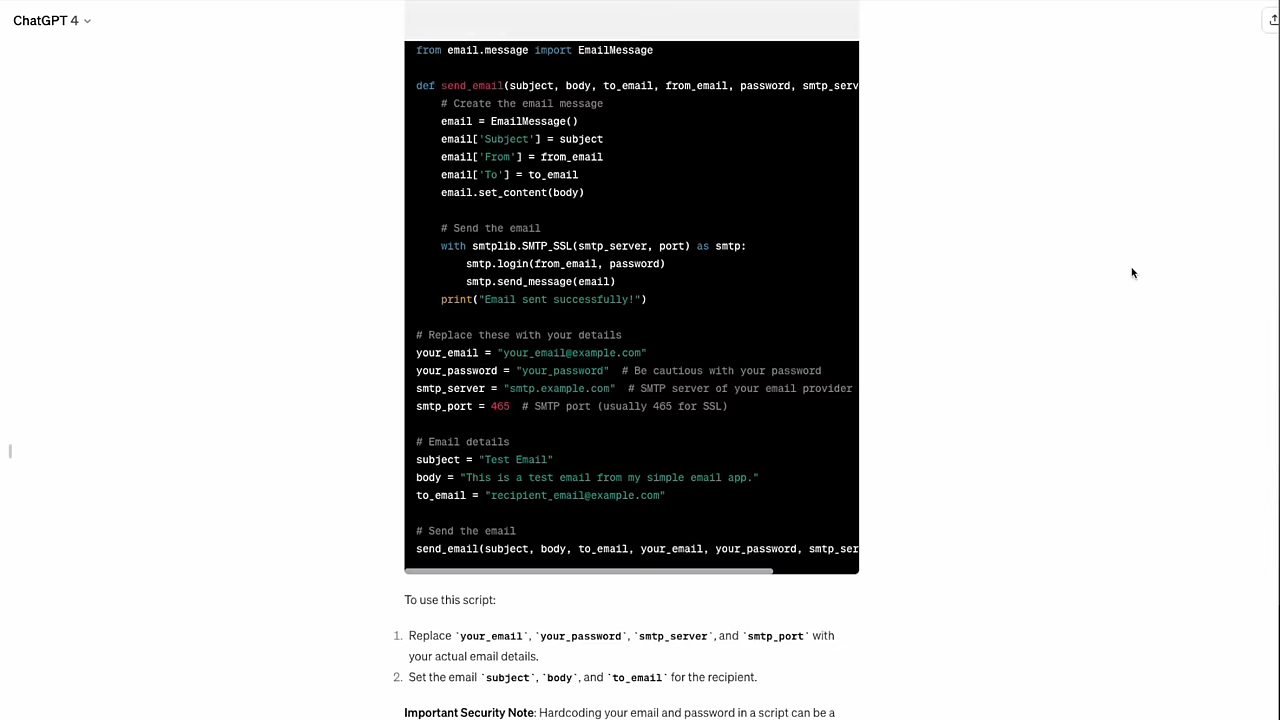 ChatGPT 4
from email.message import EmailMessage
def send_email(subject, body, to_email, from_email, password, smtp_serv
# Create the email message
email = EmailMessage()
email['Subject'] = subject
email['From'] = from_email
email['To'] = to_email
email.set_content(body)
# Send the email
with smtplib.SMTP_SSL(smtp_server, port) as smtp:
smtp.login(from_email, password)
smtp.send_message(email)
print("Email sent successfully!")
# Replace these with your details
your_email = "your_email@example.com"
your_password = "your_password"  # Be cautious with your password
smtp_server = "smtp.example.com"  # SMTP server of your email provider
smtp_port = 465  # SMTP port (usually 465 for SSL)
# Email details
subject = "Test Email"
body = "This is a test email from my simple email app."
to_email = "recipient_email@example.com"
# Send the email
send_email(subject, body, to_email, your_email, your_password, smtp_ser
To use this script:
1. Replace `your_email`, `your_password`, `smtp_server`, and `smtp_port` with
your actual email details.
2. Set the email `subject`, `body`, and `to_email` for the recipient.
Important Security Note: Hardcoding your email and password in a script can be a